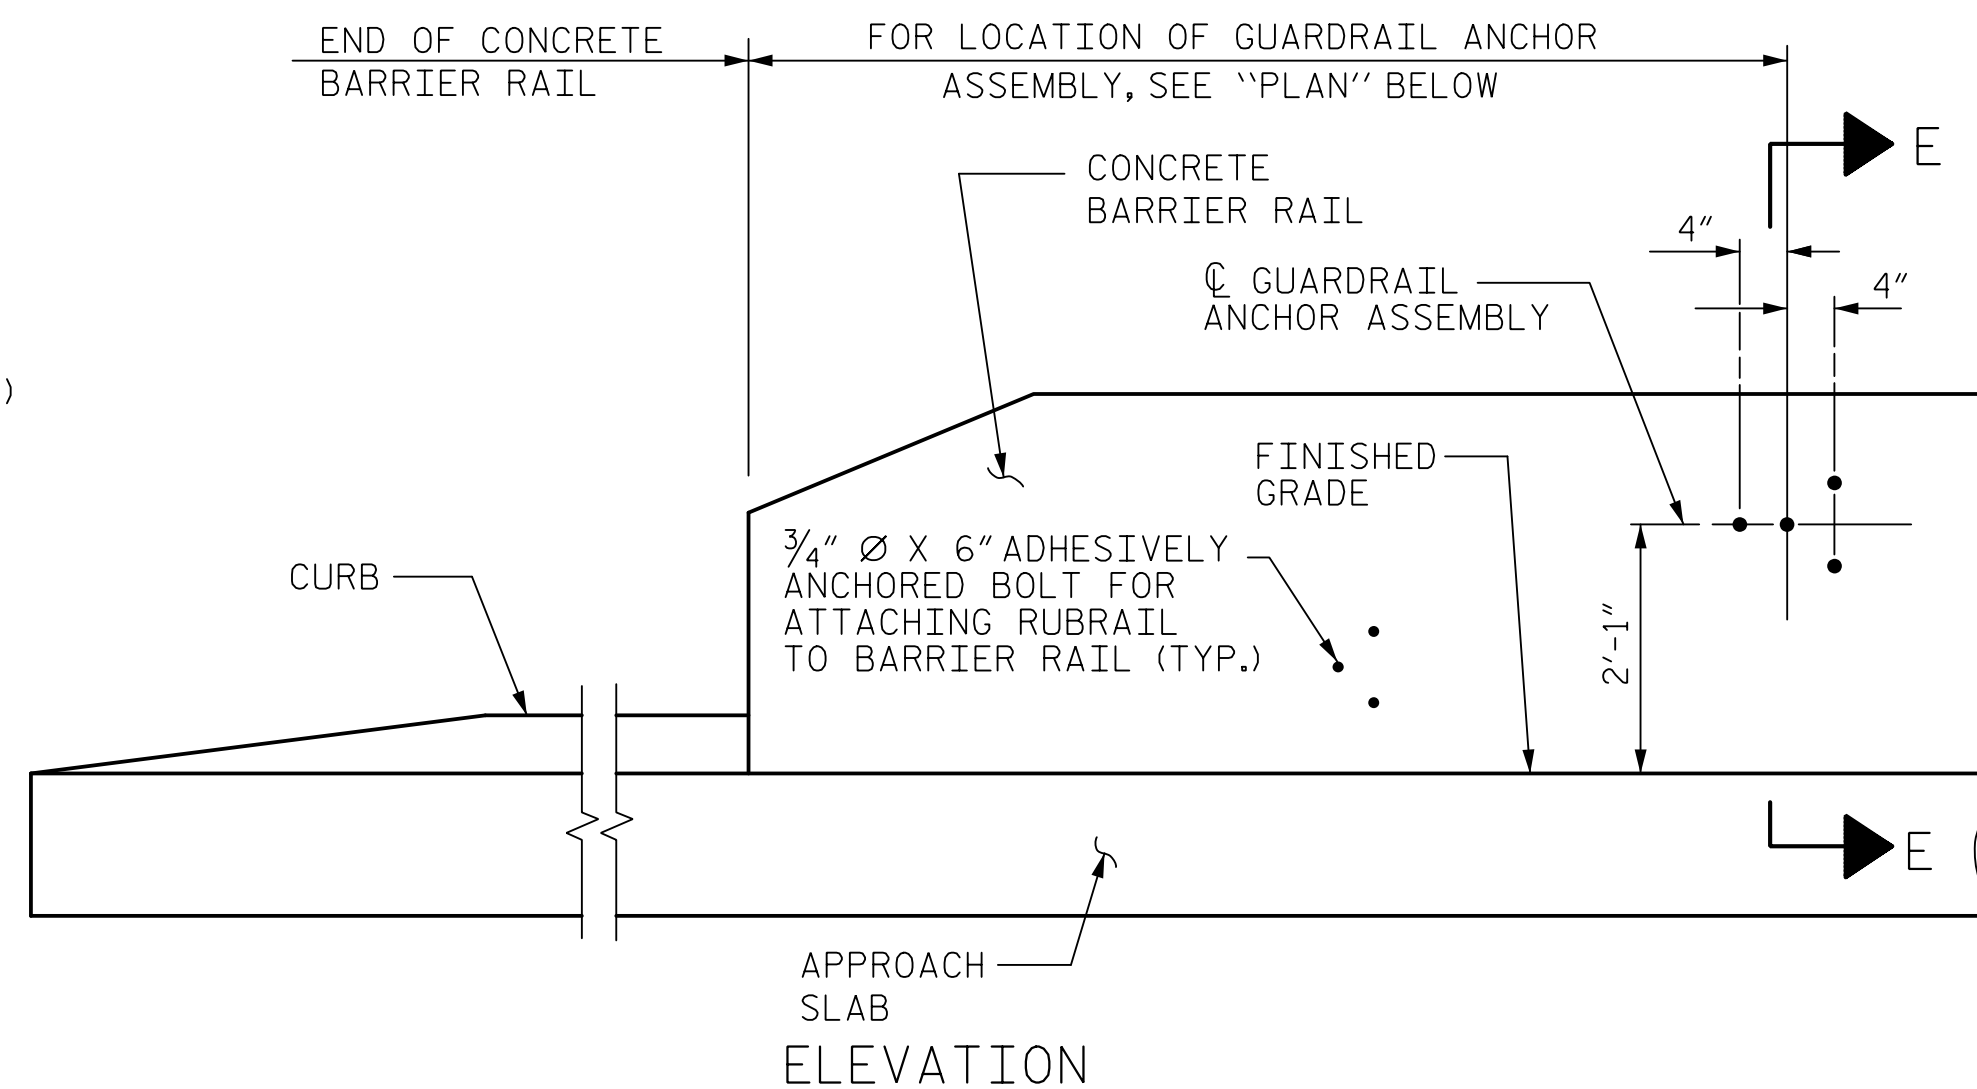 END OF CONCRETE
BARRIER RAIL
FOR LOCATION OF GUARDRAIL ANCHOR
ASSEMBLY, SEE “PLAN” BELOW
E
CONCRETE
BARRIER RAIL
4"
℄ GUARDRAIL
ANCHOR ASSEMBLY
4"
)
FINISHED
GRADE
3/4" Ø X 6" ADHESIVELY
ANCHORED BOLT FOR
ATTACHING RUBRAIL
TO BARRIER RAIL (TYP.)
CURB
2'-1"
E (
APPROACH
SLAB
ELEVATION